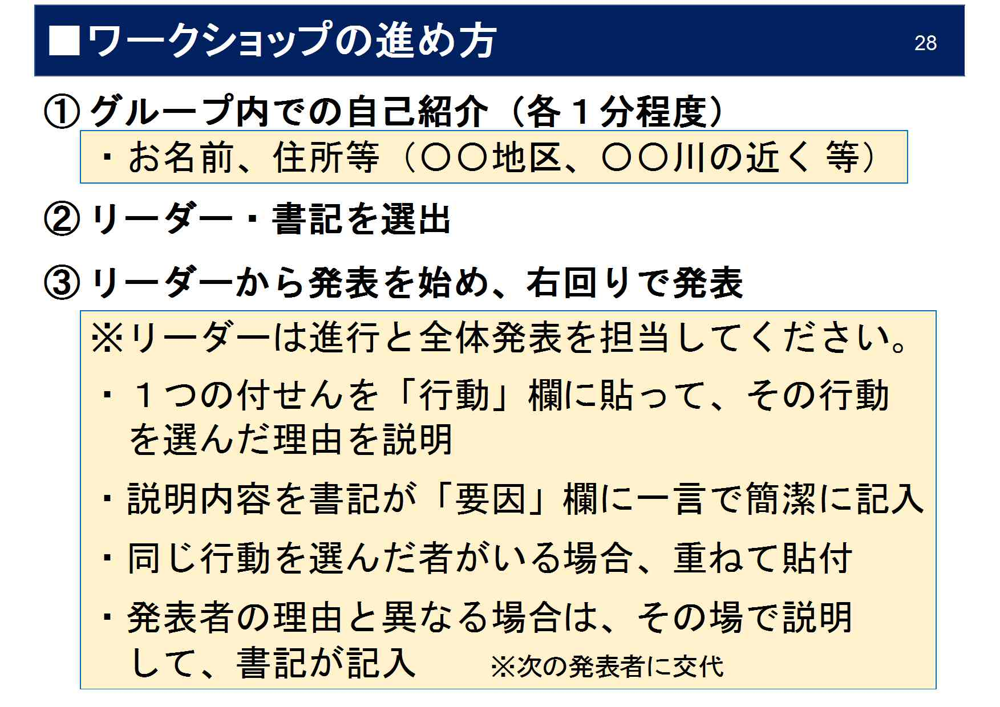 ■ワークショップの進め方
28
① グループ内での自己紹介（各１分程度）
・お名前、住所等（〇〇地区、〇〇川の近く 等）
② リーダー・書記を選出
③ リーダーから発表を始め、右回りで発表
※リーダーは進行と全体発表を担当してください。
・１つの付せんを「行動」欄に貼って、その行動
を選んだ理由を説明
・説明内容を書記が「要因」欄に一言で簡潔に記入
・同じ行動を選んだ者がいる場合、重ねて貼付
・発表者の理由と異なる場合は、その場で説明
して、書記が記入　　※次の発表者に交代